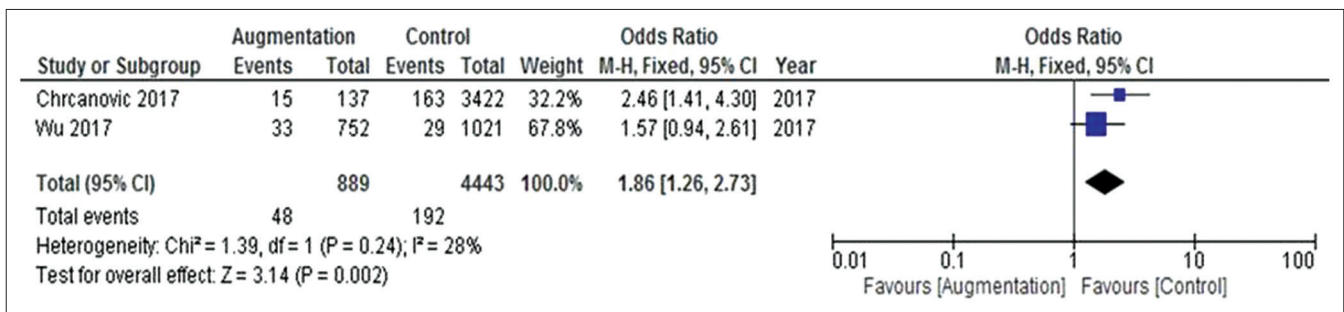 Augmentation Control Odds Ratio Odds Ratio
Study or Subgroup Events Total Events Total Weight M-H, Fixed, 95% CI Year M-H, Fixed, 95% CI
Chrcanovic 2017 15 137 163 3422 32.2% 2.46 [1.41, 4.30] 2017
Wu 2017 33 752 29 1021 67.8% 1.57 [0.94, 2.61] 2017
Total (95% CI) 889 4443 100.0% 1.86 [1.26, 2.73]
Total events 48 192
Heterogeneity: Chi² = 1.39, df = 1 (P = 0.24); I² = 28%
Test for overall effect: Z = 3.14 (P = 0.002)
0.01 0.1 1 10 100
Favours [Augmentation] Favours [Control]